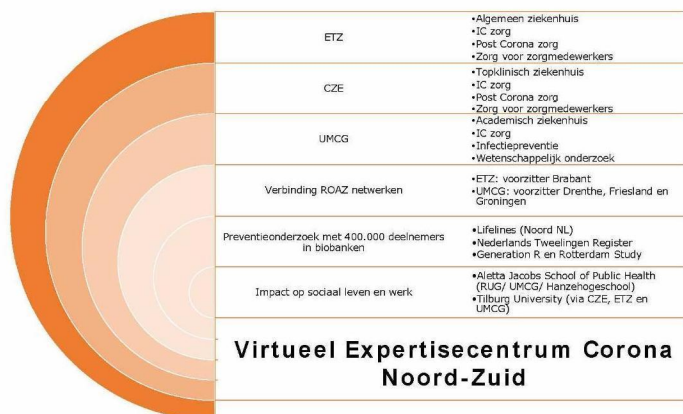 ETZ
•Algemeen ziekenhuis
•IC zorg
•Post Corona zorg
•Zorg voor zorgmedewerkers
CZE
•Topklinisch ziekenhuis
•IC zorg
•Post Corona zorg
•Zorg voor zorgmedewerkers
UMCG
•Academisch ziekenhuis
•IC zorg
•Infectiepreventie
•Wetenschappelijk onderzoek
Verbinding ROAZ netwerken
•ETZ: voorzitter Brabant
•UMCG: voorzitter Drenthe, Friesland en
Groningen
Preventieonderzoek met 400.000 deelnemers
in biobanken
•Lifelines (Noord NL)
•Nederlands Tweelingen Register
•Generation R en Rotterdam Study
Impact op sociaal leven en werk
•Aletta Jacobs School of Public Health
(RUG/ UMCG/ Hanzehogeschool)
•Tilburg University (via CZE, ETZ en
UMCG)
Virtueel Expertisecentrum Corona
Noord-Zuid